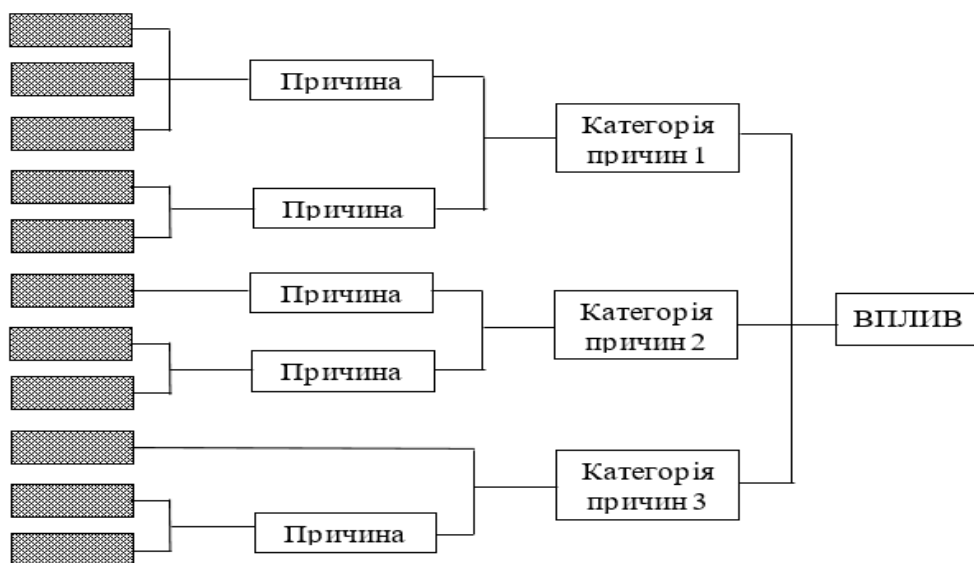 Причина
Категорія
причин 1
Причина
Причина
Категорія
причин 2
ВПЛИВ
Причина
Категорія
причин 3
Причина